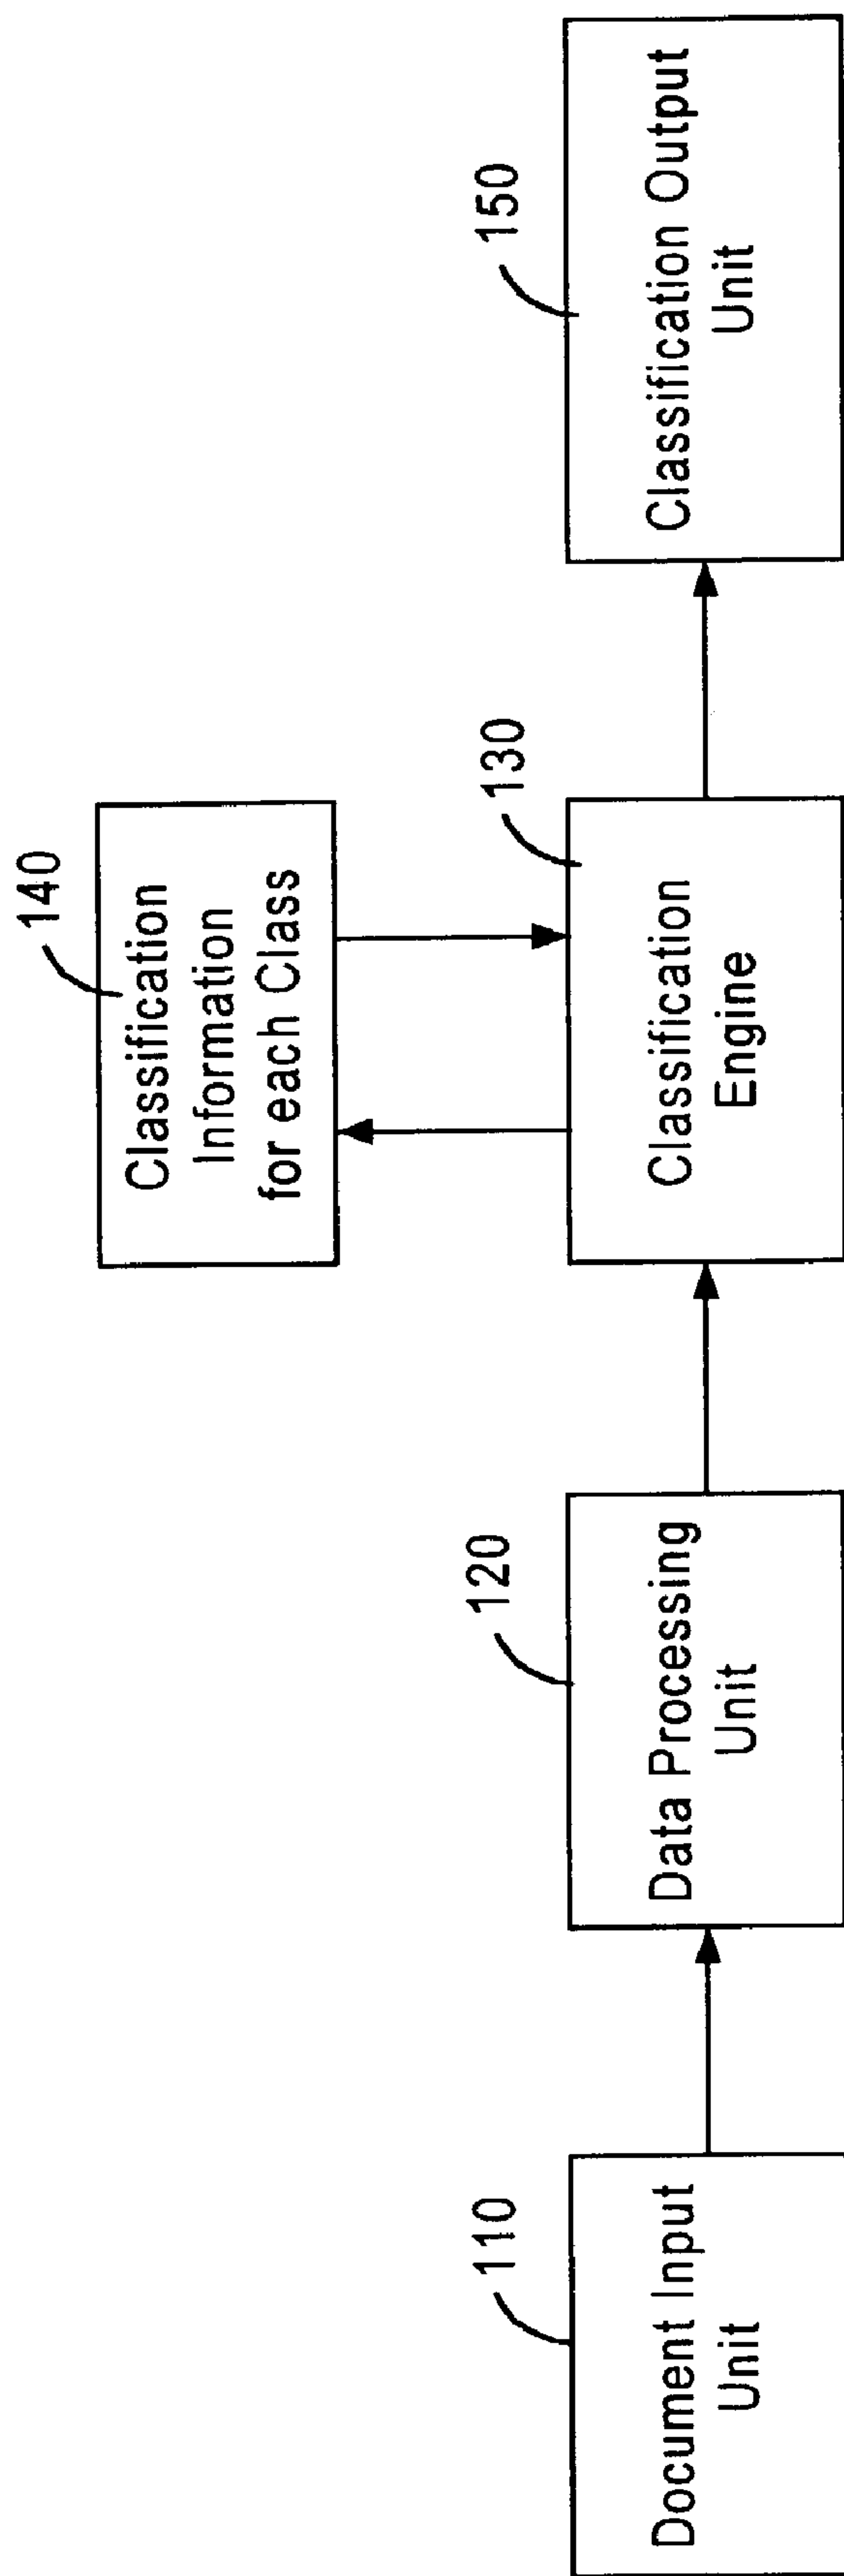 110
Document Input
Unit
120
Data Processing
Unit
130
Classification
Engine
140
Classification
Information
for each Class
150
Classification Output
Unit